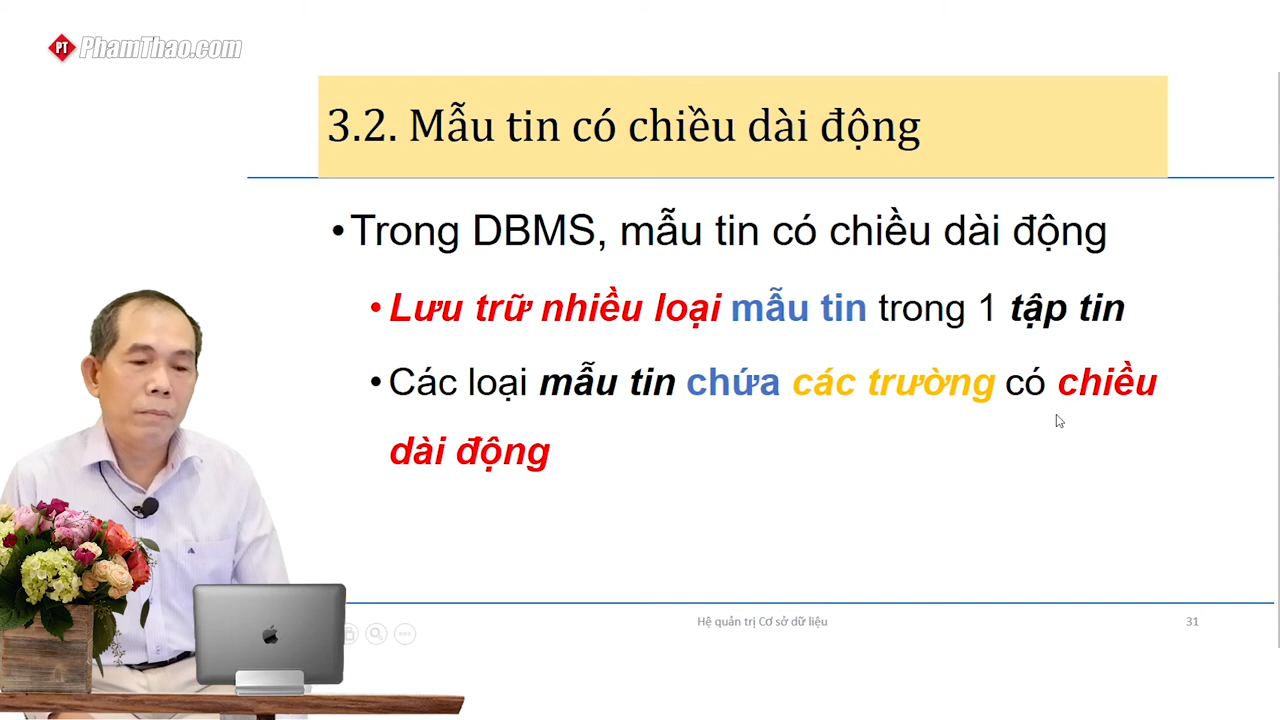 PT PhamThao.com
3.2. Mẫu tin có chiều dài động
•Trong DBMS, mẫu tin có chiều dài động
•Lưu trữ nhiều loại mẫu tin trong 1 tập tin
•Các loại mẫu tin chứa các trường có chiều
dài động
Hệ quản trị Cơ sở dữ liệu 31